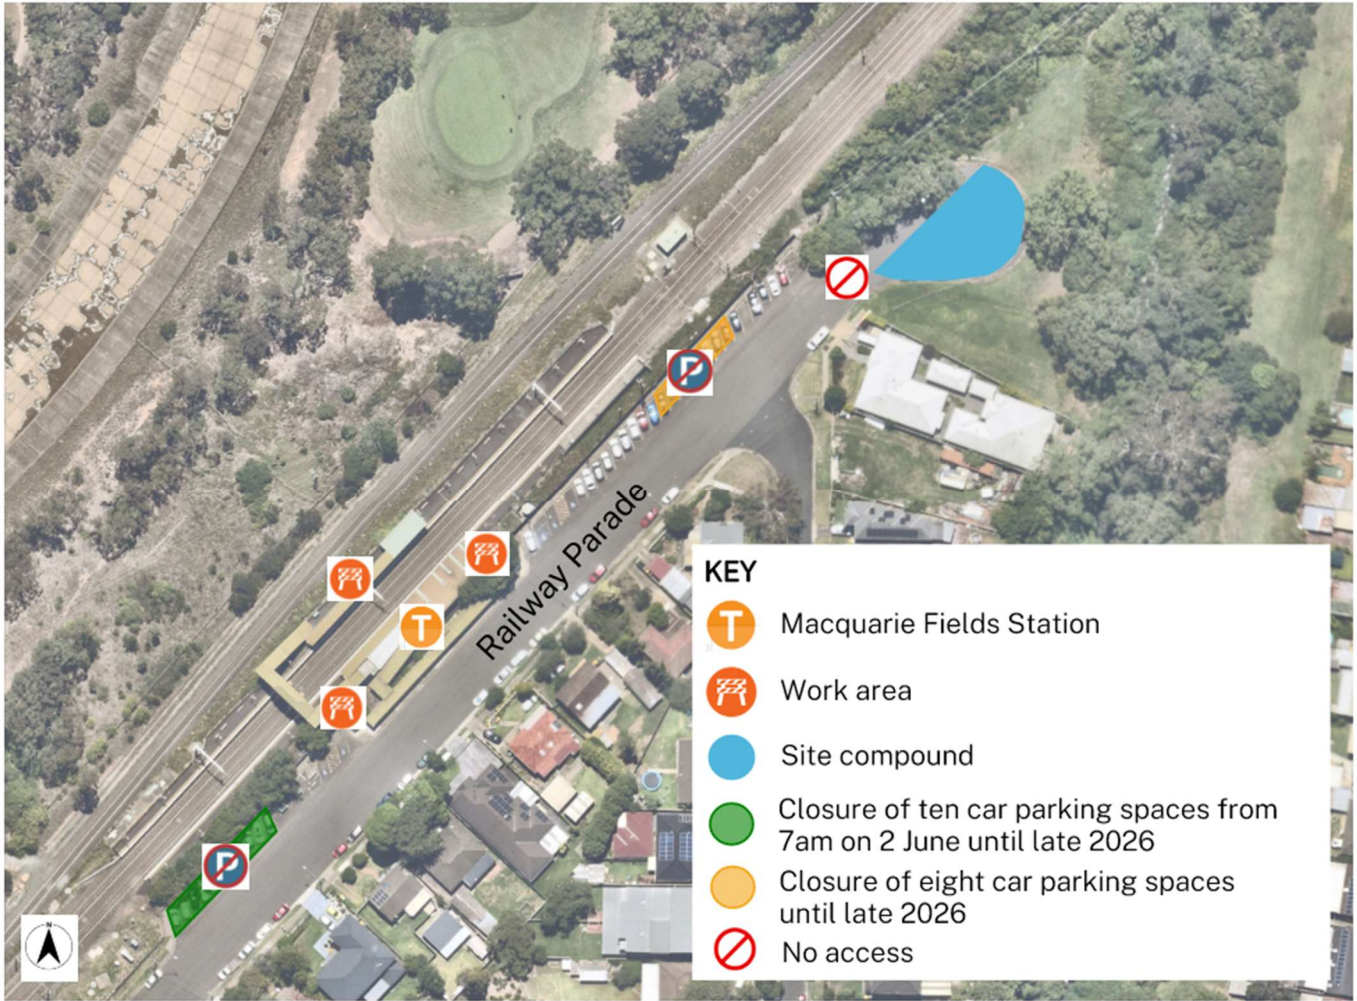 P
Railway Parade
T
P
N
KEY
T Macquarie Fields Station
Work area
Site compound
Closure of ten car parking spaces from
7am on 2 June until late 2026
Closure of eight car parking spaces
until late 2026
No access